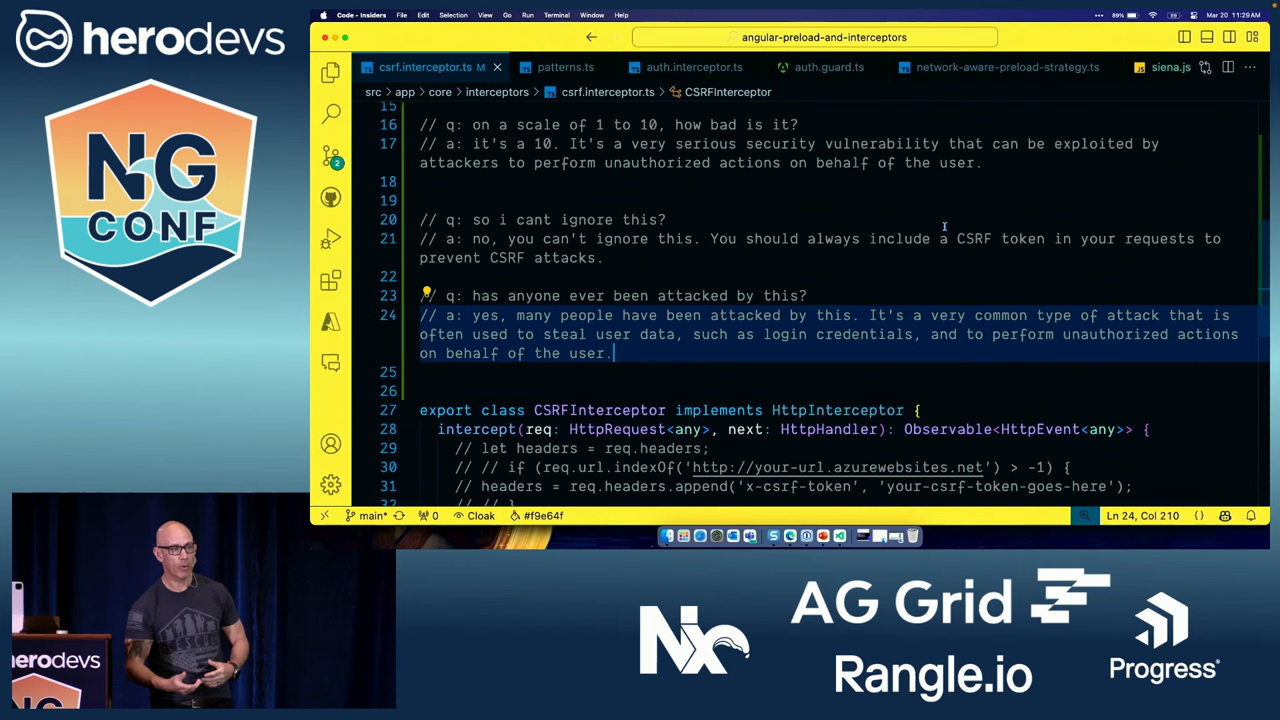 herodevs
NG
CONF
Code - Insiders File Edit Selection View Go Run Terminal Window Help
89% Mar 20 11:29 AM
angular-preload-and-interceptors
csrf.interceptor.ts M patterns.ts auth.interceptor.ts auth.guard.ts network-aware-preload-strategy.ts siena.js
src > app > core > interceptors > csrf.interceptor.ts > CSRFInterceptor
15
16 // q: on a scale of 1 to 10, how bad is it?
17 // a: it's a 10. It's a very serious security vulnerability that can be exploited by
attackers to perform unauthorized actions on behalf of the user.
18
19
20 // q: so i cant ignore this?
21 // a: no, you can't ignore this. You should always include a CSRF token in your requests to
prevent CSRF attacks.
22
23 // q: has anyone ever been attacked by this?
24 // a: yes, many people have been attacked by this. It's a very common type of attack that is
often used to steal user data, such as login credentials, and to perform unauthorized actions
on behalf of the user.
25
26
27 export class CSRFInterceptor implements HttpInterceptor {
28 intercept(req: HttpRequest<any>, next: HttpHandler): Observable<HttpEvent<any>> {
29 // let headers = req.headers;
30 // // if (req.url.indexOf('http://your-url.azurewebsites.net') > -1) {
31 // headers = req.headers.append('x-csrf-token', 'your-csrf-token-goes-here');
32 // // }
2
main* 0 Cloak #f9e64f Ln 24, Col 210 {}
herodevs
Nx
AG Grid
Rangle.io
Progress